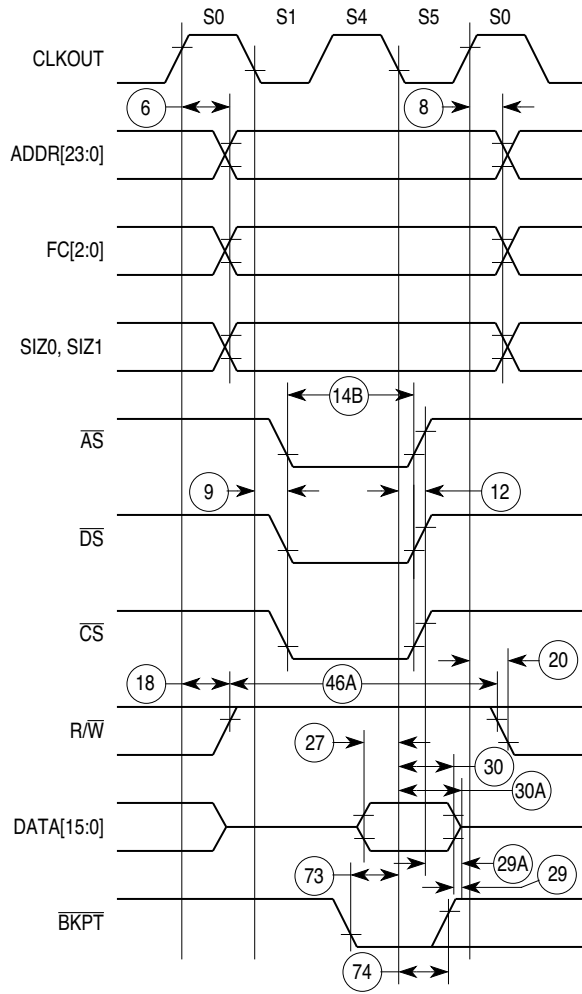 S0 S1 S4 S5 S0
CLKOUT
6 8
ADDR[23:0]
FC[2:0]
SIZ0, SIZ1
14B
AS
9 12
DS
CS
20
18 46A
R/W
27 30
30A
DATA[15:0]
29A
73 29
BKPT
74